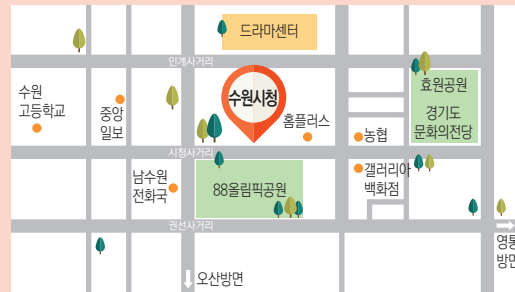 드라마센터
인계사거리
수원
고등학교
중앙
일보
수원시청
홈플러스
농협
효원공원
경기도
문화의전당
시청사거리
남수원
전화국
88올림픽공원
갤러리아
백화점
권선사거리
오산방면
영통
방면